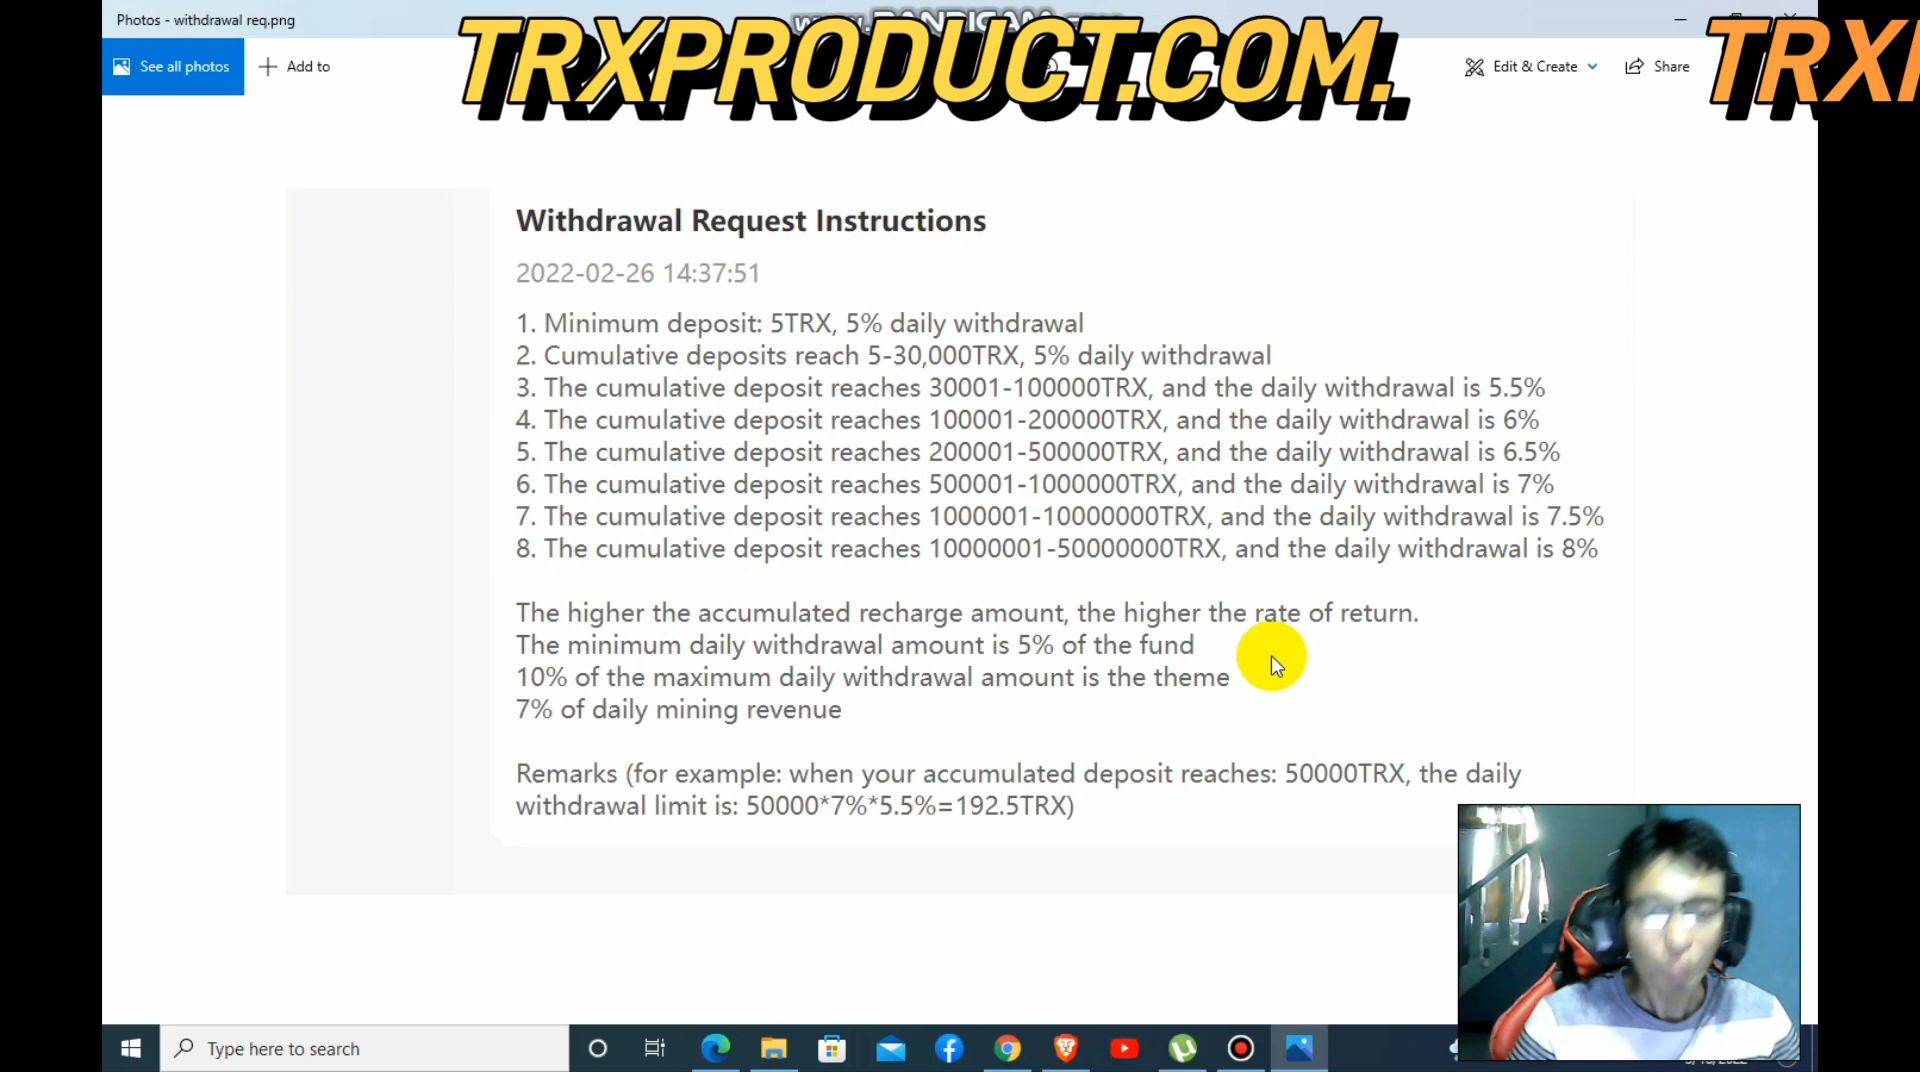 Photos - withdrawal req.png
TRXPRODUCT.COM.
See all photos
Add to
Edit & Create
Share
Withdrawal Request Instructions
2022-02-26 14:37:51
1. Minimum deposit: 5TRX, 5% daily withdrawal
2. Cumulative deposits reach 5-30,000TRX, 5% daily withdrawal
3. The cumulative deposit reaches 30001-100000TRX, and the daily withdrawal is 5.5%
4. The cumulative deposit reaches 100001-200000TRX, and the daily withdrawal is 6%
5. The cumulative deposit reaches 200001-500000TRX, and the daily withdrawal is 6.5%
6. The cumulative deposit reaches 500001-1000000TRX, and the daily withdrawal is 7%
7. The cumulative deposit reaches 1000001-10000000TRX, and the daily withdrawal is 7.5%
8. The cumulative deposit reaches 10000001-50000000TRX, and the daily withdrawal is 8%
The higher the accumulated recharge amount, the higher the rate of return.
The minimum daily withdrawal amount is 5% of the fund
10% of the maximum daily withdrawal amount is the theme
7% of daily mining revenue
Remarks (for example: when your accumulated deposit reaches: 50000TRX, the daily
withdrawal limit is: 50000*7%*5.5%=192.5TRX)
Type here to search